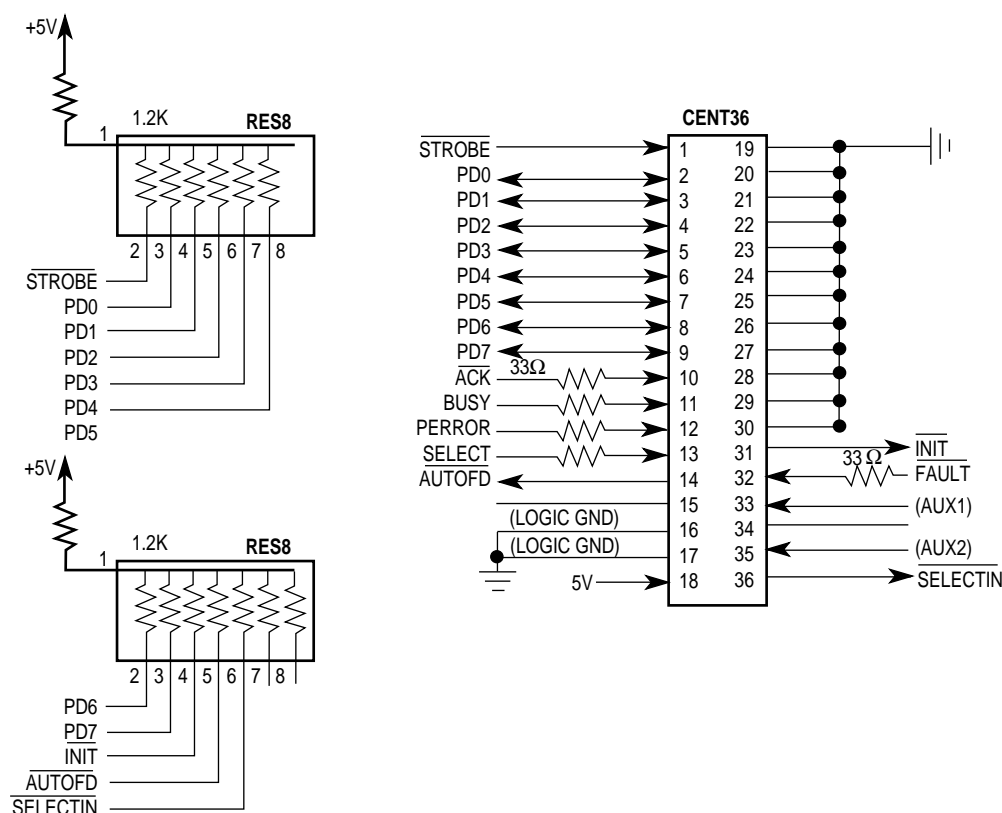 +5V
1
1.2K
RES8
2 3 4 5 6 7 8
STROBE
PD0
PD1
PD2
PD3
PD4
PD5
+5V
1
1.2K
RES8
2 3 4 5 6 7 8
PD6
PD7
INIT
AUTOFD
SELECTIN
CENT36
STROBE 1 19
PD0 2 20
PD1 3 21
PD2 4 22
PD3 5 23
PD4 6 24
PD5 7 25
PD6 8 26
PD7 9 27
33Ω
ACK 10 28
BUSY 11 29
PERROR 12 30
SELECT 13 31 INIT
33 Ω
AUTOFD 14 32 FAULT
15 33 (AUX1)
(LOGIC GND) 16 34
(LOGIC GND) 17 35 (AUX2)
5V 18 36 SELECTIN